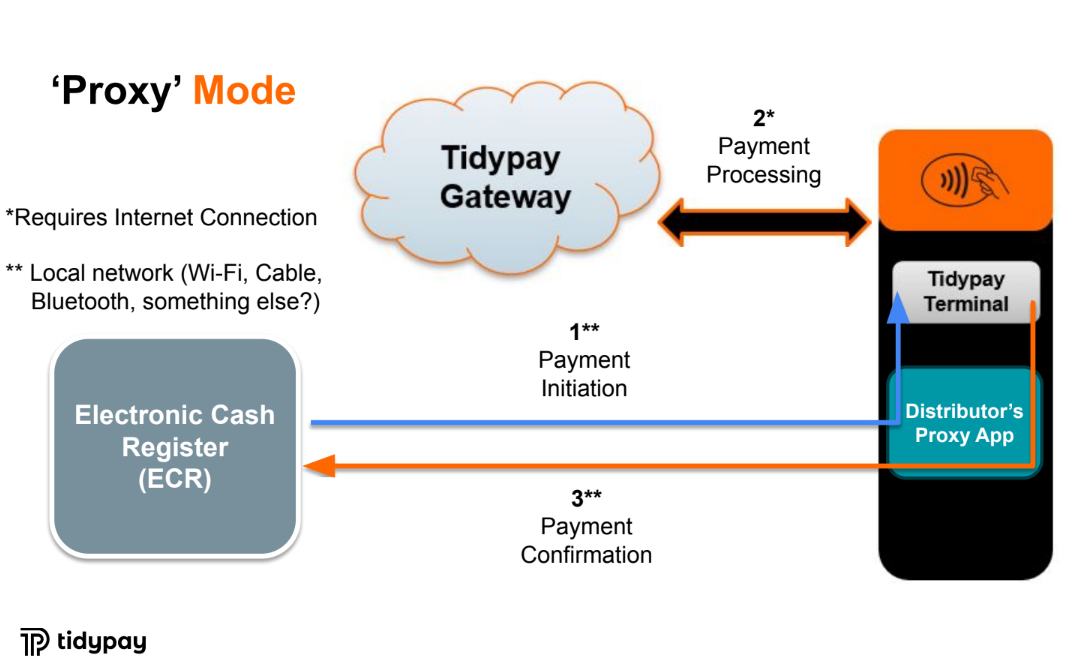 ‘Proxy’ Mode
Tidypay
Gateway
2*
Payment
Processing
*Requires Internet Connection
** Local network (Wi-Fi, Cable,
Bluetooth, something else?)
Tidypay
Terminal
1**
Payment
Initiation
Electronic Cash
Register
(ECR)
Distributor’s
Proxy App
3**
Payment
Confirmation
tidypay